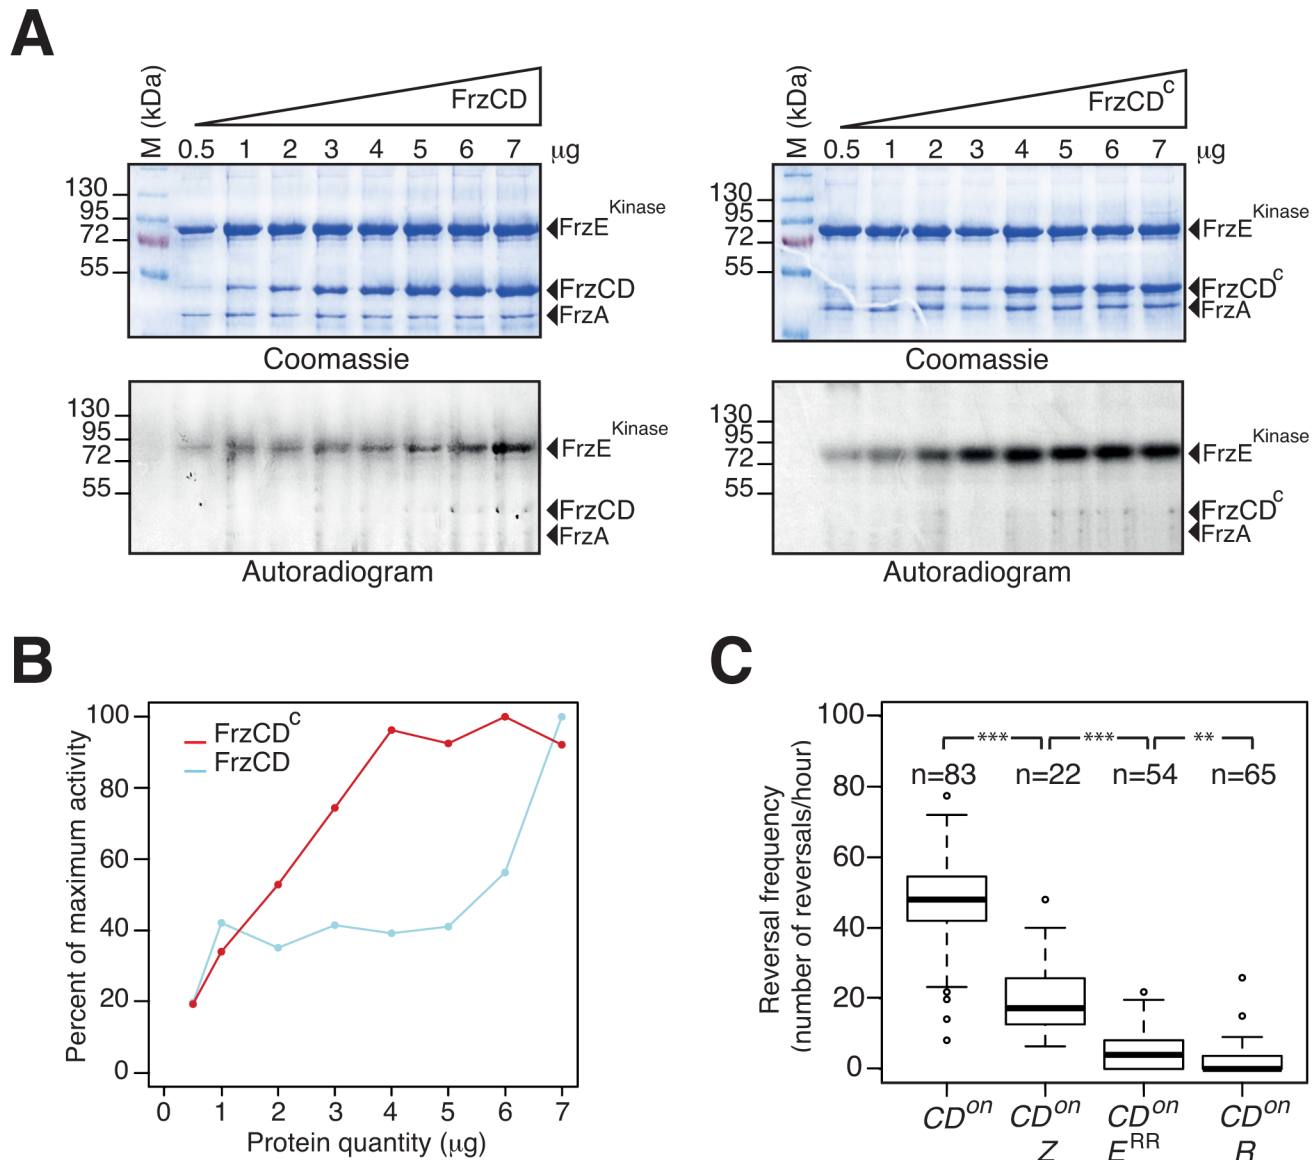 A
M (kDa)
FrzCD
0.5 1 2 3 4 5 6 7 µg
130
95
72
55
FrzE^Kinase
FrzCD
FrzA
Coomassie
130
95
72
55
FrzE^Kinase
FrzCD
FrzA
Autoradiogram
M (kDa)
FrzCD^c
0.5 1 2 3 4 5 6 7 µg
130
95
72
55
FrzE^Kinase
FrzCD^c
FrzA
Coomassie
130
95
72
55
FrzE^Kinase
FrzCD^c
FrzA
Autoradiogram
B
Percent of maximum activity
100
80
60
40
20
0
FrzCD^c
FrzCD
0 1 2 3 4 5 6 7
Protein quantity (µg)
C
Reversal frequency
(number of reversals/hour)
100
80
60
40
20
0
*** *** **
n=83 n=22 n=54 n=65
CD^on CD^on CD^on CD^on
Z E^RR R